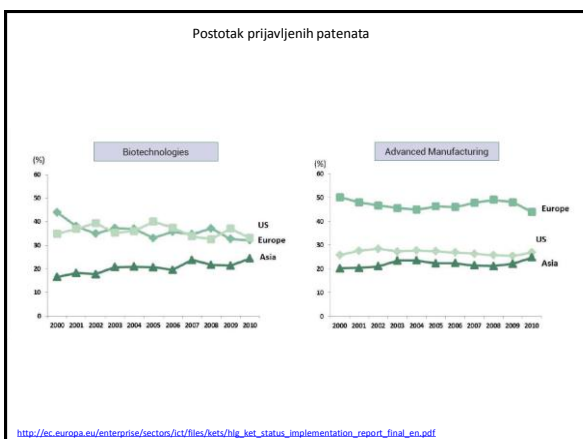 Postotak prijavljenih patenata
Biotechnologies
(%)
60
50
40
30
20
10
0
US
Europe
Asia
2000 2001 2002 2003 2004 2005 2006 2007 2008 2009 2010
Advanced Manufacturing
(%)
60
50
40
30
20
10
0
Europe
US
Asia
2000 2001 2002 2003 2004 2005 2006 2007 2008 2009 2010
http://ec.europa.eu/enterprise/sectors/ict/files/kets/hlg_ket_status_implementation_report_final_en.pdf